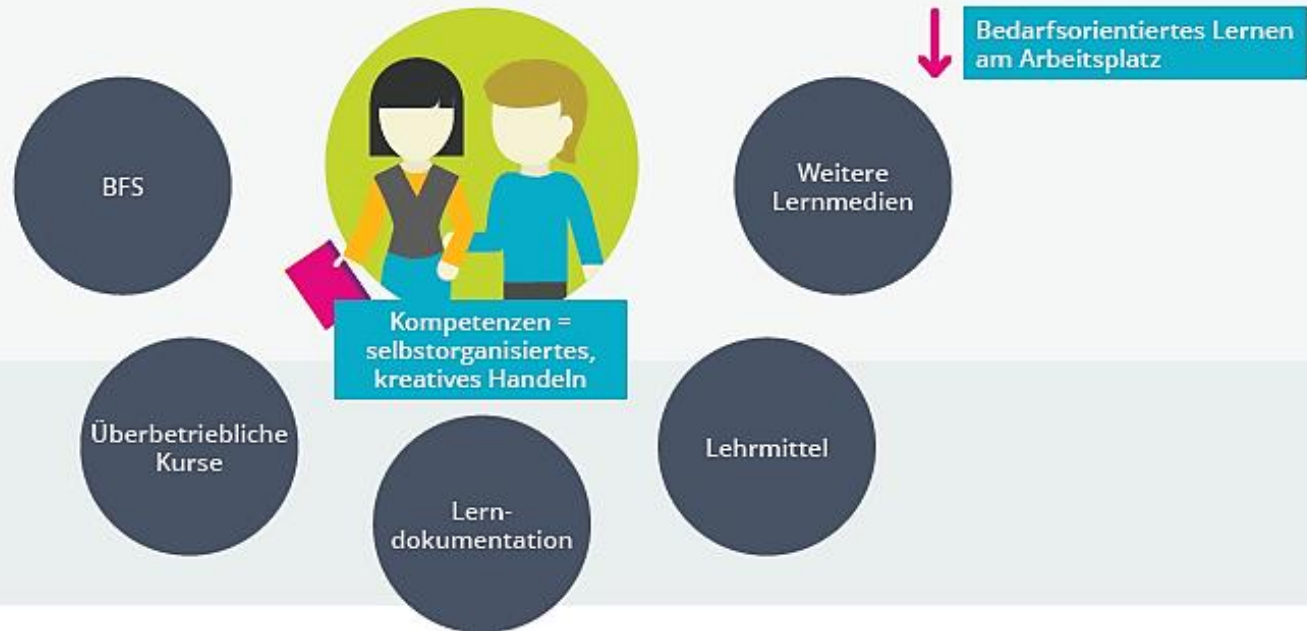 Bedarfsorientiertes Lernen
am Arbeitsplatz
BFS
Weitere
Lernmedien
Kompetenzen =
selbstorganisiertes,
kreatives Handeln
Überbetriebliche
Kurse
Lern-
dokumentation
Lehrmittel